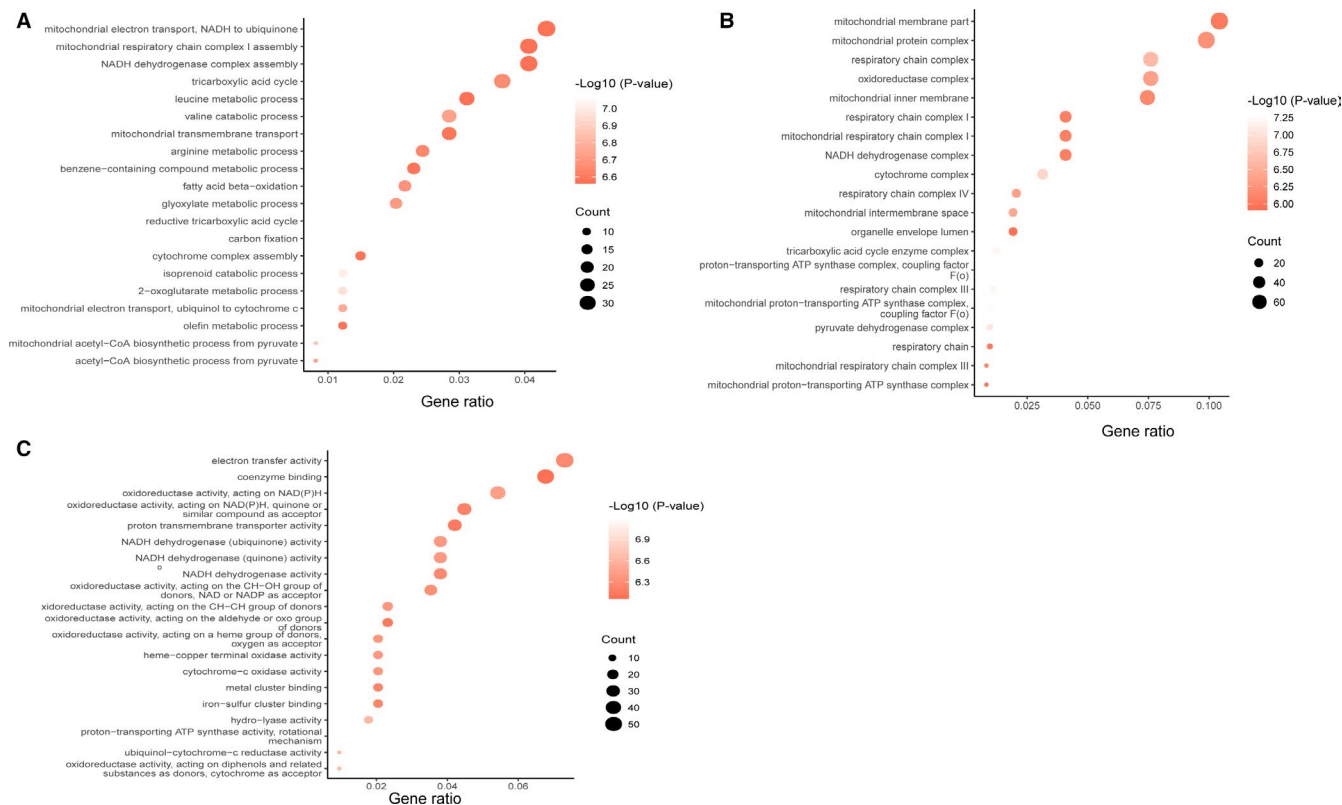 A
mitochondrial electron transport, NADH to ubiquinone
mitochondrial respiratory chain complex I assembly
NADH dehydrogenase complex assembly
tricarboxylic acid cycle
leucine metabolic process
valine catabolic process
mitochondrial transmembrane transport
arginine metabolic process
benzene-containing compound metabolic process
fatty acid beta-oxidation
glyoxylate metabolic process
reductive tricarboxylic acid cycle
carbon fixation
cytochrome complex assembly
isoprenoid catabolic process
2-oxoglutarate metabolic process
mitochondrial electron transport, ubiquinol to cytochrome c
olefin metabolic process
mitochondrial acetyl-CoA biosynthetic process from pyruvate
acetyl-CoA biosynthetic process from pyruvate
0.01 0.02 0.03 0.04
Gene ratio
-Log10 (P-value)
7.0
6.9
6.8
6.7
6.6
Count
10
15
20
25
30
B
mitochondrial membrane part
mitochondrial protein complex
respiratory chain complex
oxidoreductase complex
mitochondrial inner membrane
respiratory chain complex I
mitochondrial respiratory chain complex I
NADH dehydrogenase complex
cytochrome complex
respiratory chain complex IV
mitochondrial intermembrane space
organelle envelope lumen
tricarboxylic acid cycle enzyme complex
proton-transporting ATP synthase complex, coupling factor
F(o)
respiratory chain complex III
mitochondrial proton-transporting ATP synthase complex,
coupling factor F(o)
pyruvate dehydrogenase complex
respiratory chain
mitochondrial respiratory chain complex III
mitochondrial proton-transporting ATP synthase complex
0.025 0.050 0.075 0.100
Gene ratio
-Log10 (P-value)
7.25
7.00
6.75
6.50
6.25
6.00
Count
20
40
60
C
electron transfer activity
coenzyme binding
oxidoreductase activity, acting on NAD(P)H
oxidoreductase activity, acting on NAD(P)H, quinone or
similar compound as acceptor
proton transmembrane transporter activity
NADH dehydrogenase (ubiquinone) activity
NADH dehydrogenase (quinone) activity
o
NADH dehydrogenase activity
oxidoreductase activity, acting on the CH-OH group of
donors, NAD or NADP as acceptor
xidoreductase activity, acting on the CH-CH group of donors
oxidoreductase activity, acting on the aldehyde or oxo group
of donors
oxidoreductase activity, acting on a heme group of donors,
oxygen as acceptor
heme-copper terminal oxidase activity
cytochrome-c oxidase activity
metal cluster binding
iron-sulfur cluster binding
hydro-lyase activity
proton-transporting ATP synthase activity, rotational
mechanism
ubiquinol-cytochrome-c reductase activity
oxidoreductase activity, acting on diphenols and related
substances as donors, cytochrome as acceptor
0.02 0.04 0.06
Gene ratio
-Log10 (P-value)
6.9
6.6
6.3
Count
10
20
30
40
50